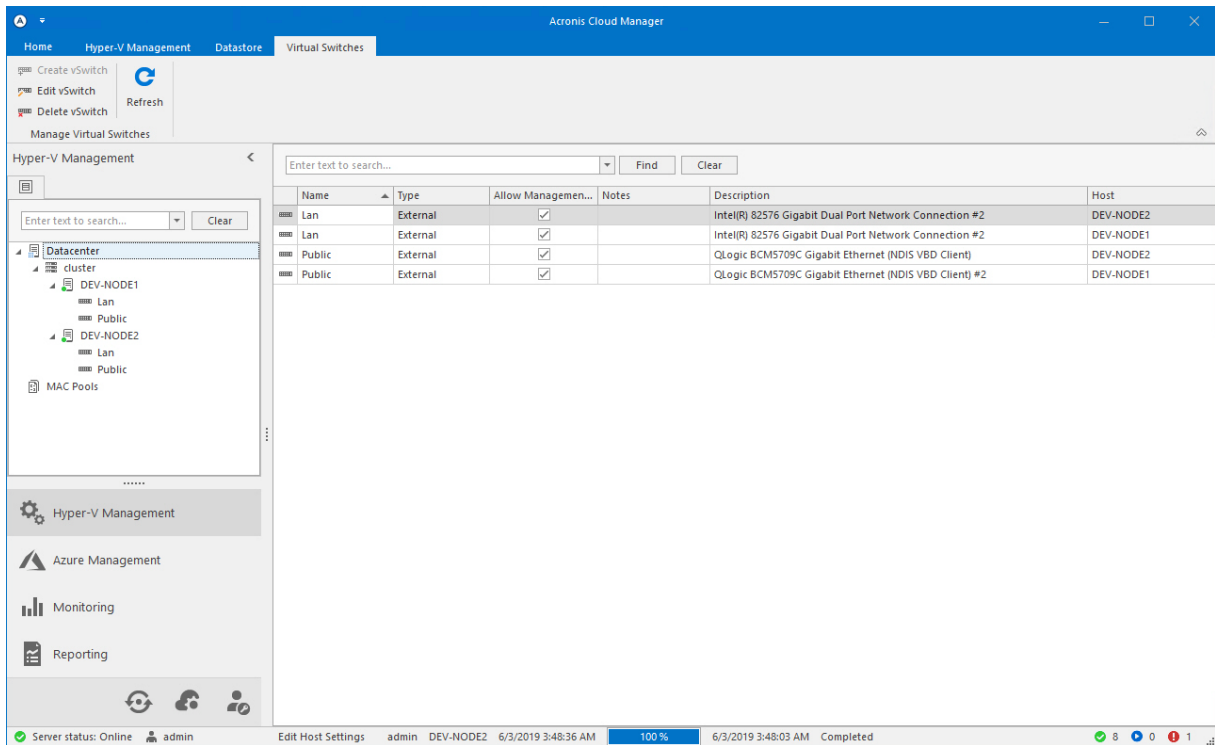 Acronis Cloud Manager
Home Hyper-V Management Datastore Virtual Switches
Create vSwitch
Edit vSwitch
Delete vSwitch
Refresh
Manage Virtual Switches
Hyper-V Management
Enter text to search... Clear
Datacenter
cluster
DEV-NODE1
Lan
Public
DEV-NODE2
Lan
Public
MAC Pools
Hyper-V Management
Azure Management
Monitoring
Reporting
Enter text to search... Find Clear
Name Type Allow Managemen... Notes Description Host
Lan External Intel(R) 82576 Gigabit Dual Port Network Connection #2 DEV-NODE2
Lan External Intel(R) 82576 Gigabit Dual Port Network Connection #2 DEV-NODE1
Public External QLogic BCM5709C Gigabit Ethernet (NDIS VBD Client) DEV-NODE2
Public External QLogic BCM5709C Gigabit Ethernet (NDIS VBD Client) #2 DEV-NODE1
Server status: Online admin Edit Host Settings admin DEV-NODE2 6/3/2019 3:48:36 AM 100 % 6/3/2019 3:48:03 AM Completed 8 0 1